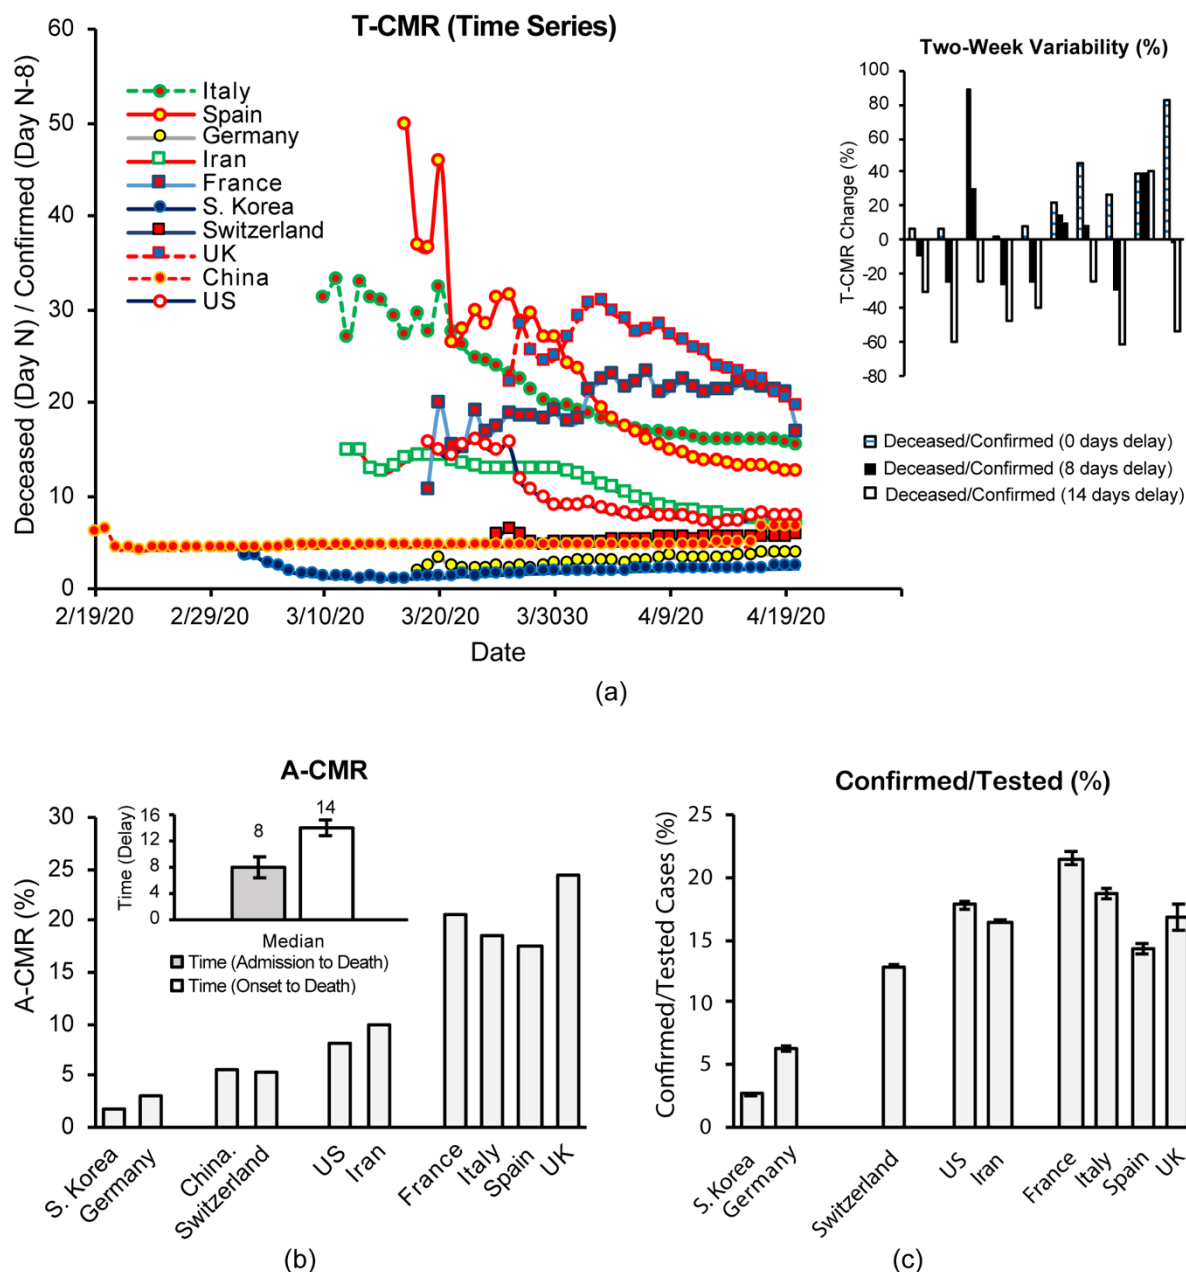 (a)
T-CMR (Time Series)
Deceased (Day N) / Confirmed (Day N-8)
60
50
40
30
20
10
0
Italy
Spain
Germany
Iran
France
S. Korea
Switzerland
UK
China
US
2/19/20
2/29/20
3/10/20
3/20/20
3/3030
4/9/20
4/19/20
Date
Two-Week Variability (%)
T-CMR Change (%)
100
80
60
40
20
0
-20
-40
-60
-80
Deceased/Confirmed (0 days delay)
Deceased/Confirmed (8 days delay)
Deceased/Confirmed (14 days delay)
(a)
A-CMR
A-CMR (%)
30
25
20
15
10
5
0
Time (Delay)
16
12
8
4
0
8
14
Median
Time (Admission to Death)
Time (Onset to Death)
S. Korea
Germany
China.
Switzerland
US
Iran
France
Italy
Spain
UK
(b)
Confirmed/Tested (%)
Confirmed/Tested Cases (%)
25
20
15
10
5
0
S. Korea
Germany
Switzerland
US
Iran
France
Italy
Spain
UK
(c)